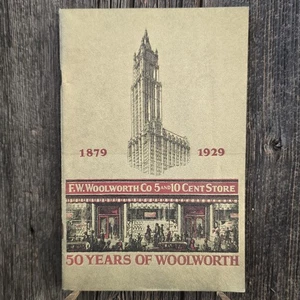 1879 1929
F.W. WOOLWORTH CO 5 AND 10 CENT STORE
50 YEARS OF WOOLWORTH